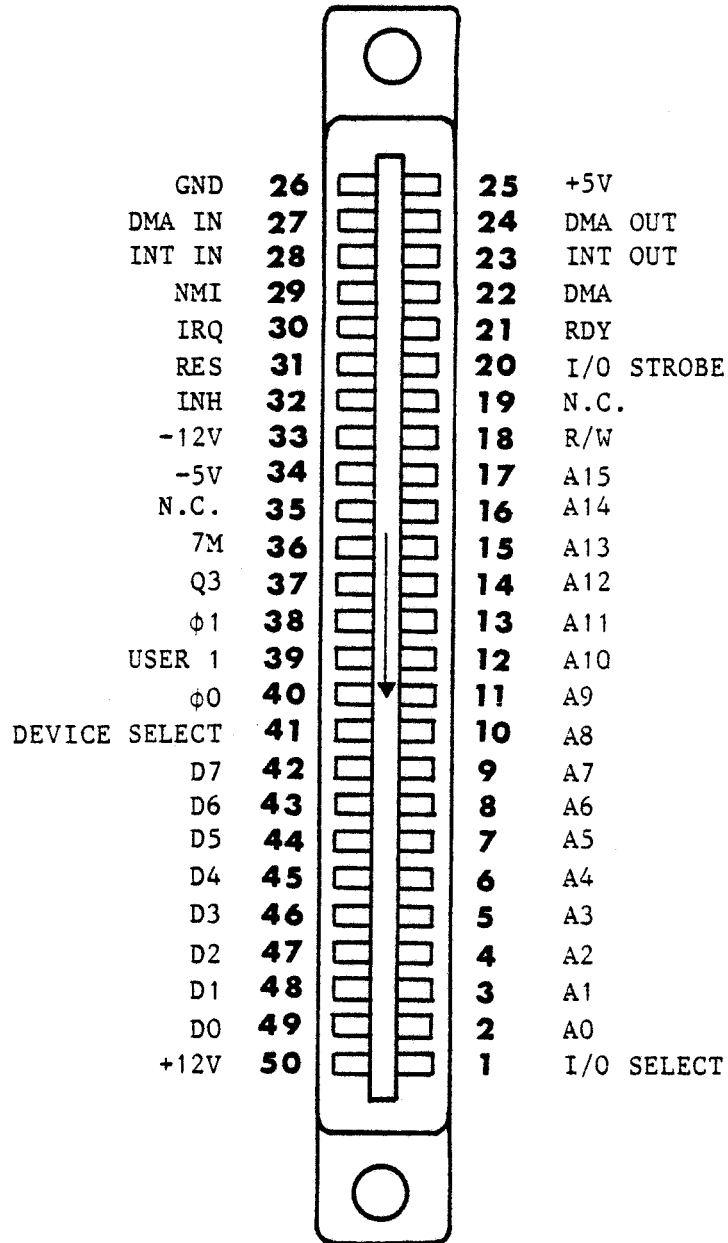 GND 26 25 +5V
DMA IN 27 24 DMA OUT
INT IN 28 23 INT OUT
NMI 29 22 DMA
IRQ 30 21 RDY
RES 31 20 I/O STROBE
INH 32 19 N.C.
-12V 33 18 R/W
-5V 34 17 A15
N.C. 35 16 A14
7M 36 15 A13
Q3 37 14 A12
ϕ1 38 13 A11
USER 1 39 12 A10
ϕ0 40 11 A9
DEVICE SELECT 41 10 A8
D7 42 9 A7
D6 43 8 A6
D5 44 7 A5
D4 45 6 A4
D3 46 5 A3
D2 47 4 A2
D1 48 3 A1
D0 49 2 A0
+12V 50 1 I/O SELECT